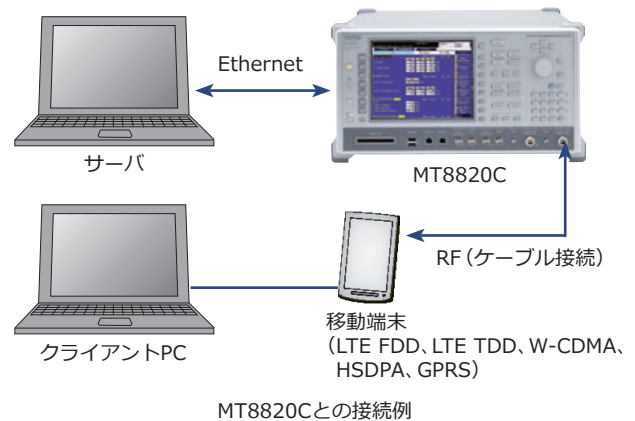 Ethernet
サーバ
MT8820C
RF（ケーブル接続）
クライアントPC
移動端末
（LTE FDD、LTE TDD、W-CDMA、
HSDPA、GPRS）
MT8820Cとの接続例